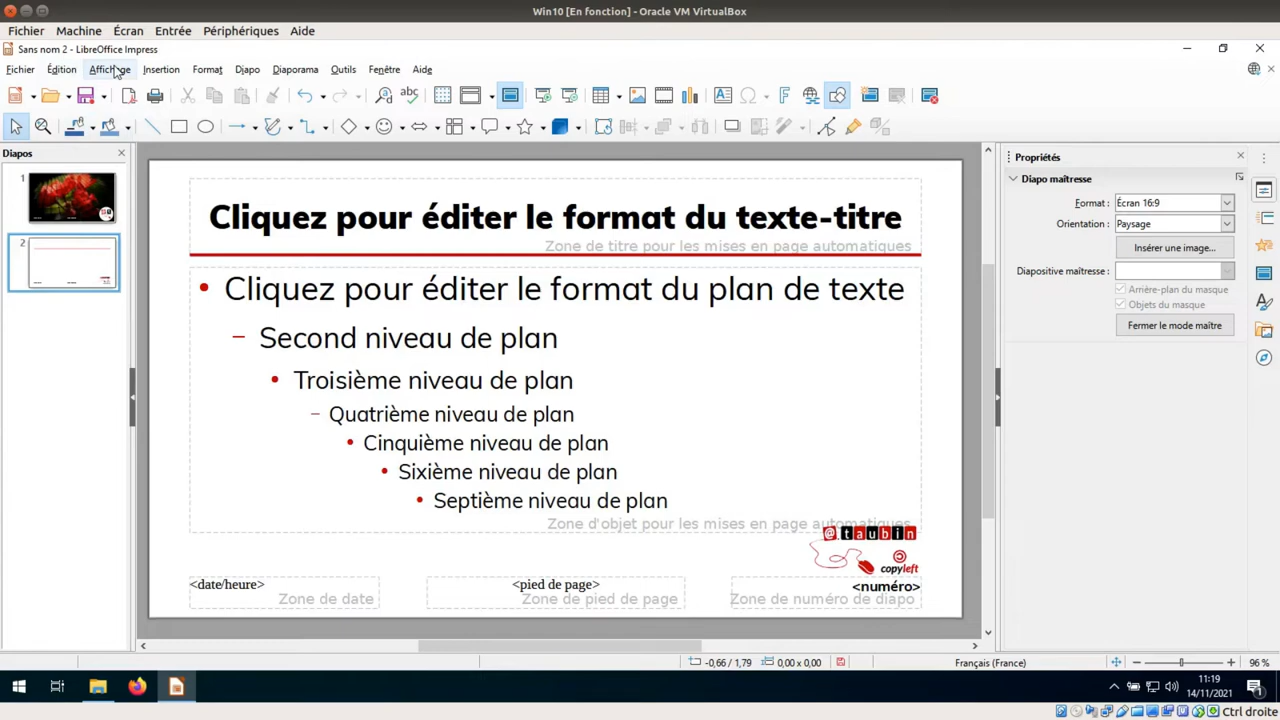 Win10 [En fonction] - Oracle VM VirtualBox
Fichier Machine Écran Entrée Périphériques Aide
Sans nom 2 - LibreOffice Impress
Fichier Édition Affichage Insertion Format Diapo Diaporama Outils Fenêtre Aide
Diapos
1
2
Cliquez pour éditer le format du texte-titre
Zone de titre pour les mises en page automatiques
• Cliquez pour éditer le format du plan de texte
– Second niveau de plan
• Troisième niveau de plan
– Quatrième niveau de plan
• Cinquième niveau de plan
• Sixième niveau de plan
• Septième niveau de plan
Zone d'objet pour les mises en page automatiques
@.taubin
copyleft
<date/heure>
Zone de date
<pied de page>
Zone de pied de page
<numéro>
Zone de numéro de diapo
Propriétés
Diapo maîtresse
Format : Écran 16:9
Orientation : Paysage
Insérer une image...
Diapositive maîtresse :
Arrière-plan du masque
Objets du masque
Fermer le mode maître
-0,66 / 1,79 0,00 x 0,00 Français (France) 96 %
11:19
14/11/2021
Ctrl droite